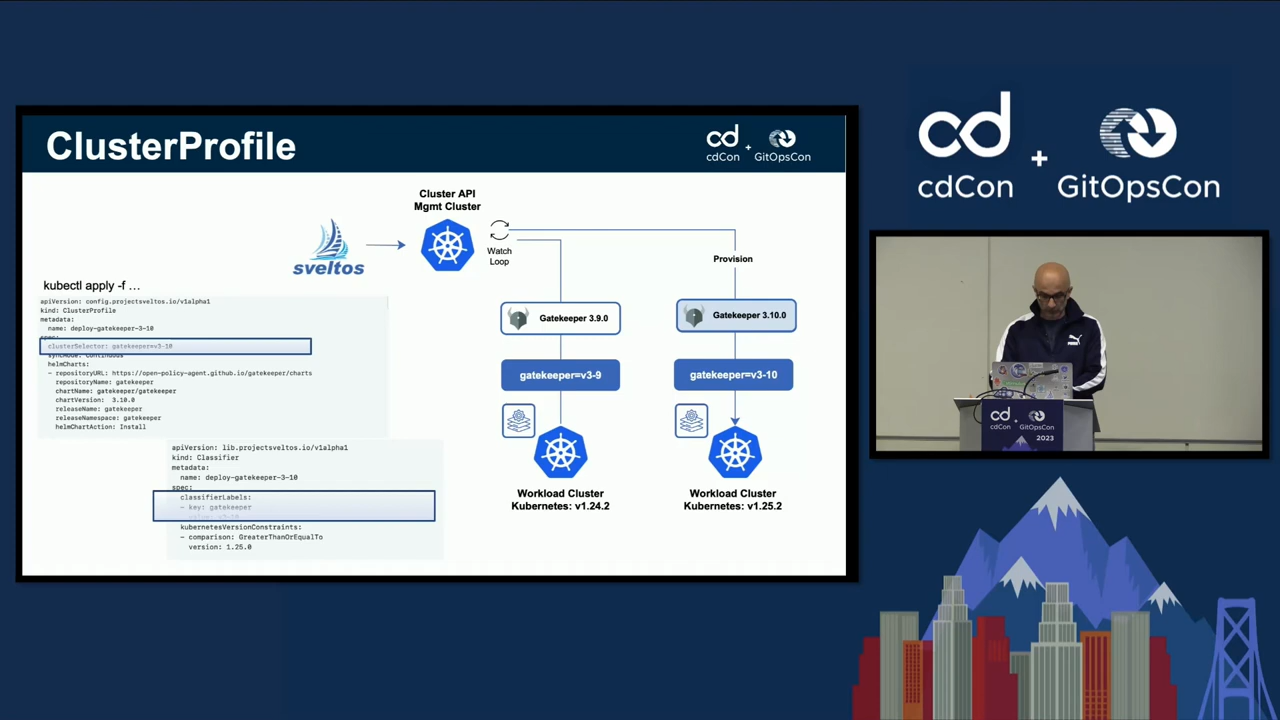 ClusterProfile
cd
cdCon
+
GitOpsCon
Cluster API
Mgmt Cluster
sveltos
Watch
Loop
Provision
kubectl apply -f ...
apiVersion: config.projectsveltos.io/v1alpha1
kind: ClusterProfile
metadata:
name: deploy-gatekeeper-3-10
spec:
clusterSelector: gatekeeper=v3-10
syncMode: Continuous
helmCharts:
- repositoryURL: https://open-policy-agent.github.io/gatekeeper/charts
repositoryName: gatekeeper
chartName: gatekeeper/gatekeeper
chartVersion: 3.10.0
releaseName: gatekeeper
releaseNamespace: gatekeeper
helmChartAction: Install
apiVersion: lib.projectsveltos.io/v1alpha1
kind: Classifier
metadata:
name: deploy-gatekeeper-3-10
spec:
classifierLabels:
- key: gatekeeper
value: v3-10
kubernetesVersionConstraints:
- comparison: GreaterThanOrEqualTo
version: 1.25.0
Gatekeeper 3.9.0
Gatekeeper 3.10.0
gatekeeper=v3-9
gatekeeper=v3-10
Workload Cluster
Kubernetes: v1.24.2
Workload Cluster
Kubernetes: v1.25.2
cd
cdCon
+
GitOpsCon
cd
cdCon
GitOpsCon
2023